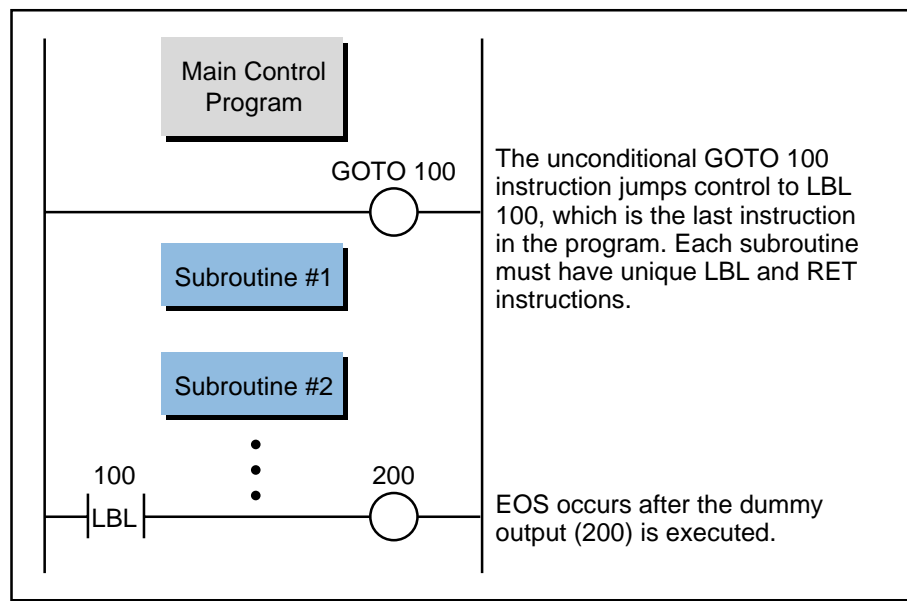 Main Control
Program
GOTO 100
The unconditional GOTO 100
instruction jumps control to LBL
100, which is the last instruction
in the program. Each subroutine
must have unique LBL and RET
instructions.
Subroutine #1
Subroutine #2
100
200
LBL
EOS occurs after the dummy
output (200) is executed.